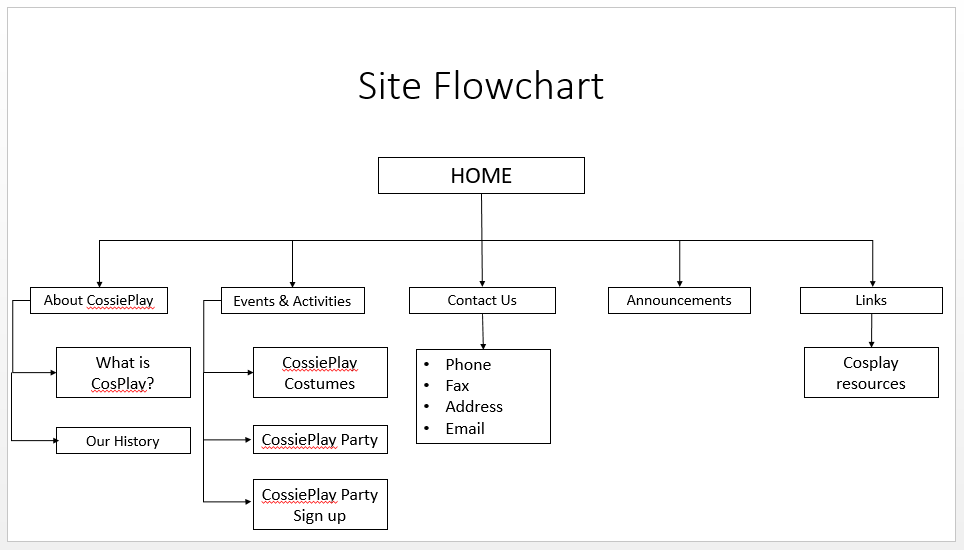 Site Flowchart
HOME
About CossiePlay
Events & Activities
Contact Us
Announcements
Links
What is
CosPlay?
Our History
CossiePlay
Costumes
CossiePlay Party
CossiePlay Party
Sign up
• Phone
• Fax
• Address
• Email
Cosplay
resources